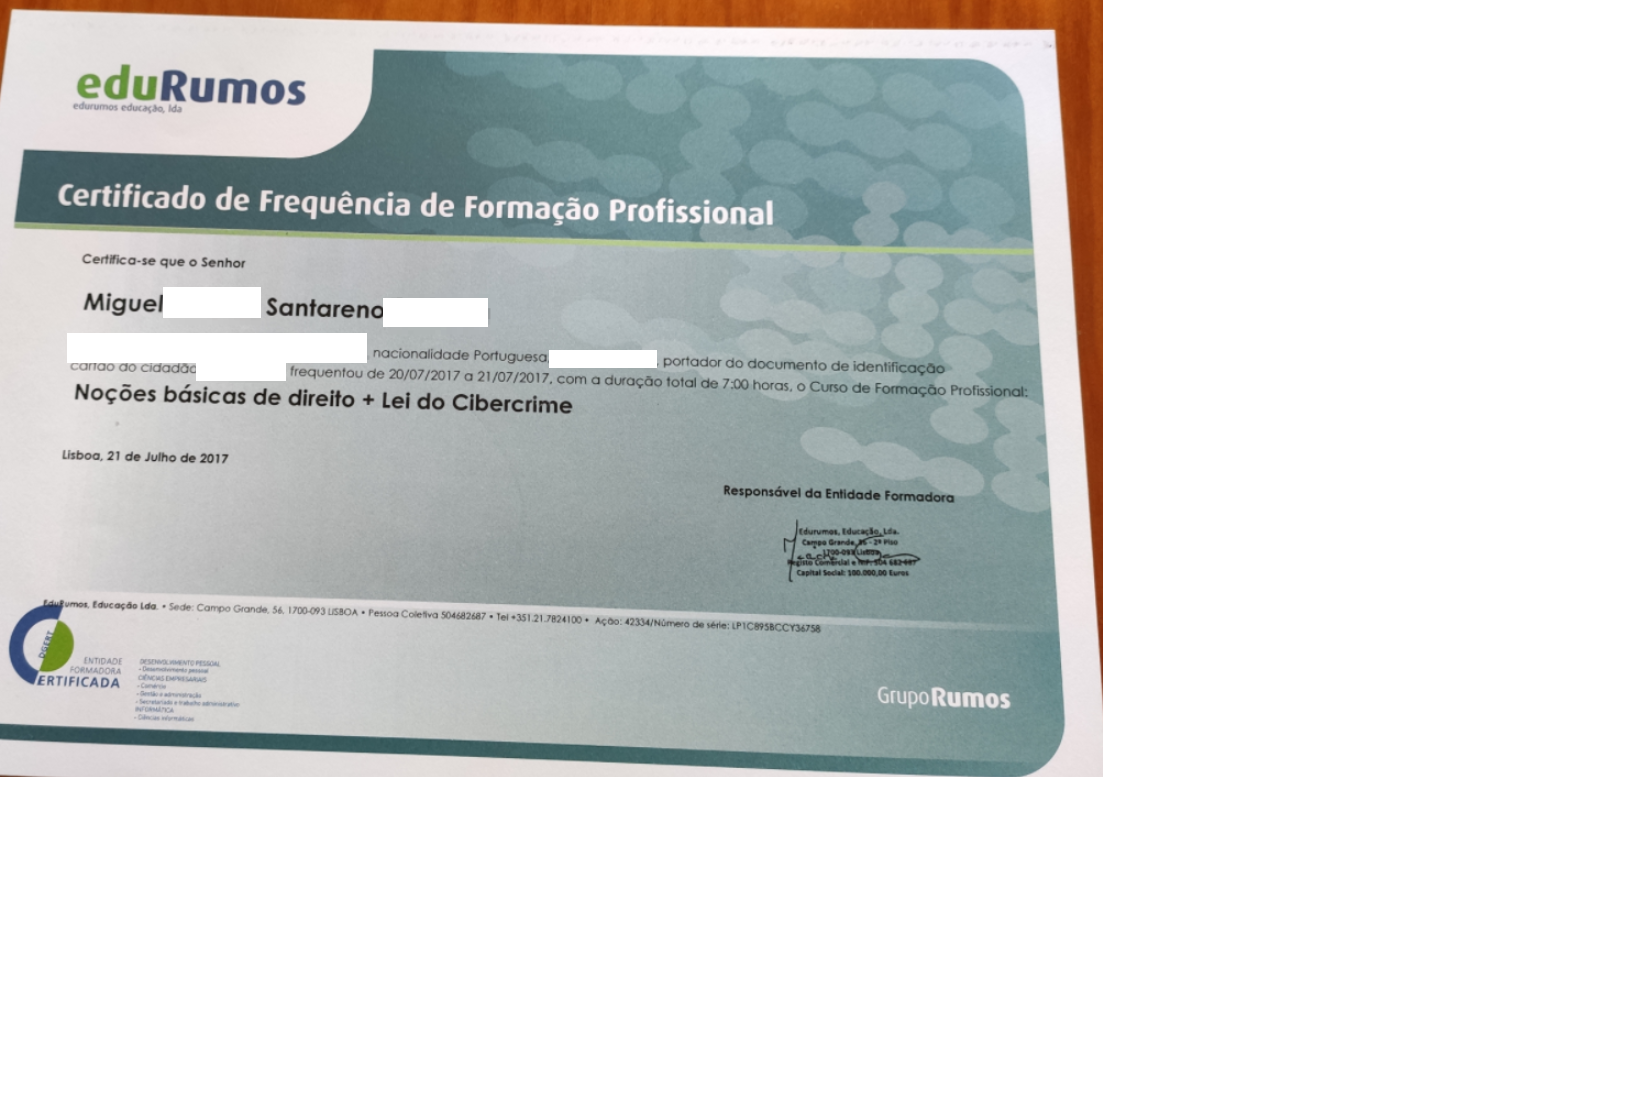 eduRumos
edurumos educação, lda
Certificado de Frequência de Formação Profissional
Certifica-se que o Senhor
Miguel Santareno
, nacionalidade Portuguesa, , portador do documento de identificação
cartão do cidadão frequentou de 20/07/2017 a 21/07/2017, com a duração total de 7:00 horas, o Curso de Formação Profissional:
Noções básicas de direito + Lei do Cibercrime
Lisboa, 21 de Julho de 2017
Responsável da Entidade Formadora
Edurumos, Educação, Lda.
Campo Grande, 56 - 2º Piso
1700-093 Lisboa
Registo Comercial e NIF: 504 682 687
Capital Social: 100.000,00 Euros
EduRumos, Educação Lda. • Sede: Campo Grande, 56, 1700-093 LISBOA • Pessoa Coletiva 504682687 • Tel +351.21.7824100 • Ação: 42334/Número de série: LP1C895BCCY36758
DGERT
ENTIDADE
FORMADORA
CERTIFICADA
DESENVOLVIMENTO PESSOAL
- Desenvolvimento pessoal
CIÊNCIAS EMPRESARIAIS
- Comércio
- Gestão e administração
- Secretariado e trabalho administrativo
INFORMÁTICA
- Ciências informáticas
GrupoRumos